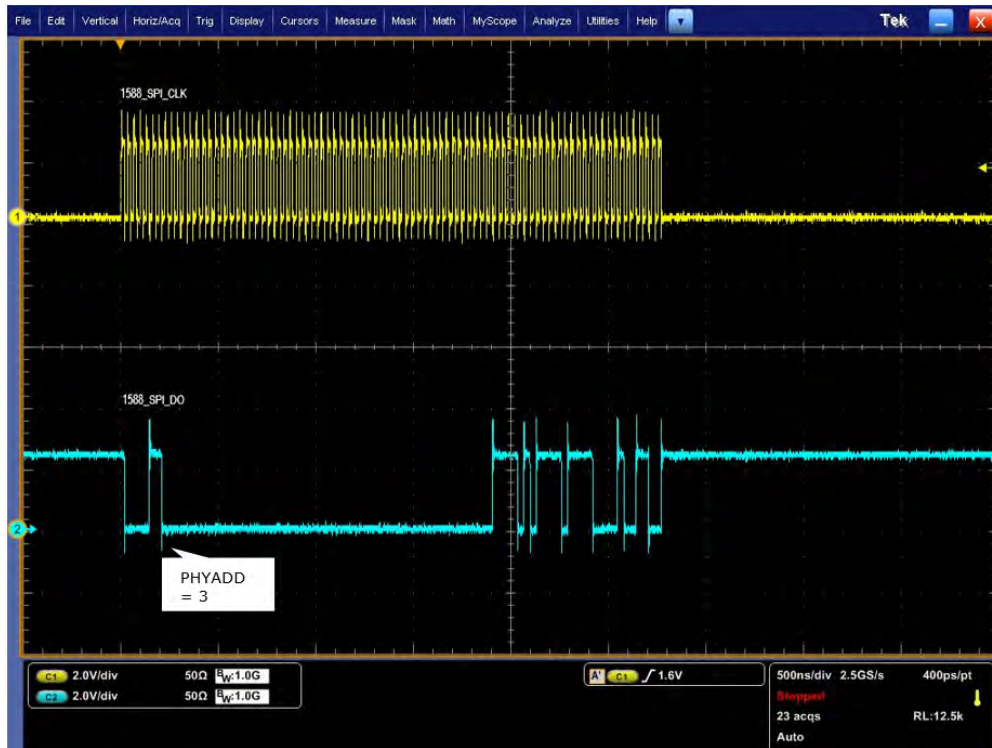 File Edit Vertical Horiz/Acq Trig Display Cursors Measure Mask Math MyScope Analyze Utilities Help Tek X
1588_SPI_CLK
1
1588_SPI_DO
2
PHYADD
= 3
C1 2.0V/div 50Ω BW:1.0G
C2 2.0V/div 50Ω BW:1.0G
A' C1 1.6V
500ns/div 2.5GS/s 400ps/pt
Stopped
23 acqs RL:12.5k
Auto